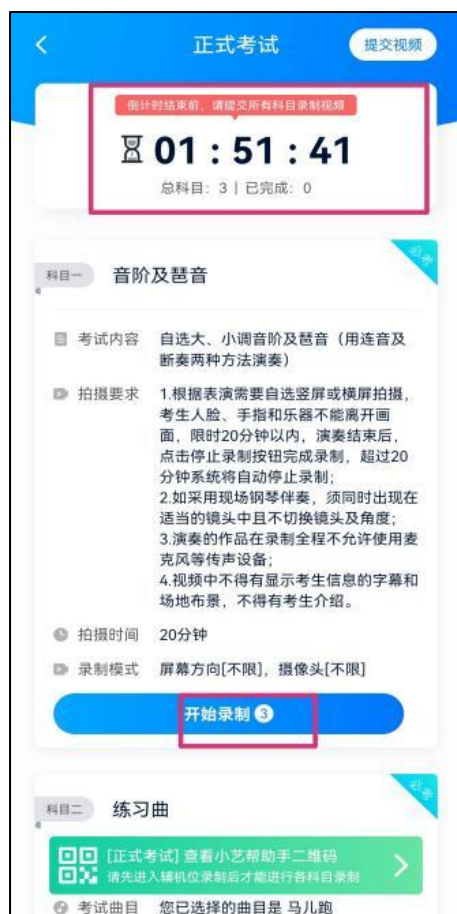 正式考试
提交视频
倒计时结束前，请提交所有科目录制视频
01 : 51 : 41
总科目：3 | 已完成：0
必考
科目一 音阶及琶音
考试内容 自选大、小调音阶及琶音（用连音及
断奏两种方法演奏）
拍摄要求 1.根据表演需要自选竖屏或横屏拍摄，
考生人脸、手指和乐器不能离开画
面，限时20分钟以内，演奏结束后，
点击停止录制按钮完成录制，超过20
分钟系统将自动停止录制；
2.如采用现场钢琴伴奏，须同时出现在
适当的镜头中且不切换镜头及角度；
3.演奏的作品在录制全程不允许使用麦
克风等传声设备；
4.视频中不得有显示考生信息的字幕和
场地布景，不得有考生介绍。
拍摄时间 20分钟
录制模式 屏幕方向[不限]，摄像头[不限]
开始录制 3
必考
科目二 练习曲
[正式考试] 查看小艺帮助手二维码
请先进入辅机位录制后才能进行各科目录制
考试曲目 您已选择的曲目是 马儿跑